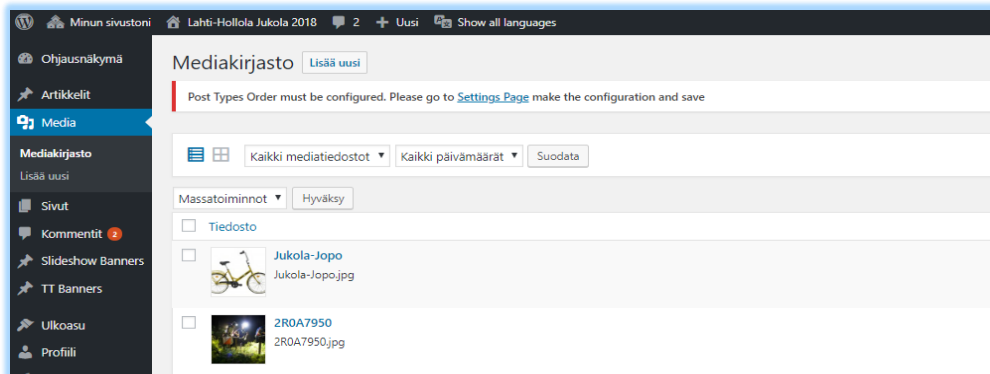 Minun sivustoni Lahti-Hollola Jukola 2018 2 + Uusi Show all languages
Ohjausnäkymä
Artikkelit
Media
Mediakirjasto
Lisää uusi
Sivut
Kommentit 2
Slideshow Banners
TT Banners
Ulkoasu
Profiili
Mediakirjasto Lisää uusi
Post Types Order must be configured. Please go to Settings Page make the configuration and save
Kaikki mediatiedostot Kaikki päivämäärät Suodata
Massatoiminnot Hyväksy
Tiedosto
Jukola-Jopo
Jukola-Jopo.jpg
2R0A7950
2R0A7950.jpg